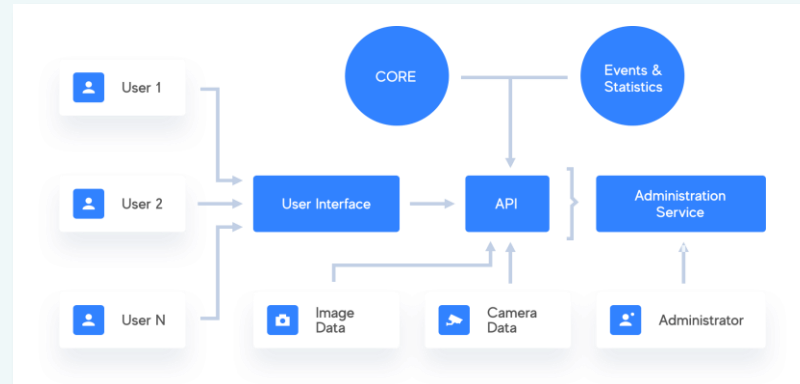 CORE
Events &
Statistics
User 1
User 2
User Interface
API
Administration
Service
User N
Image
Data
Camera
Data
Administrator